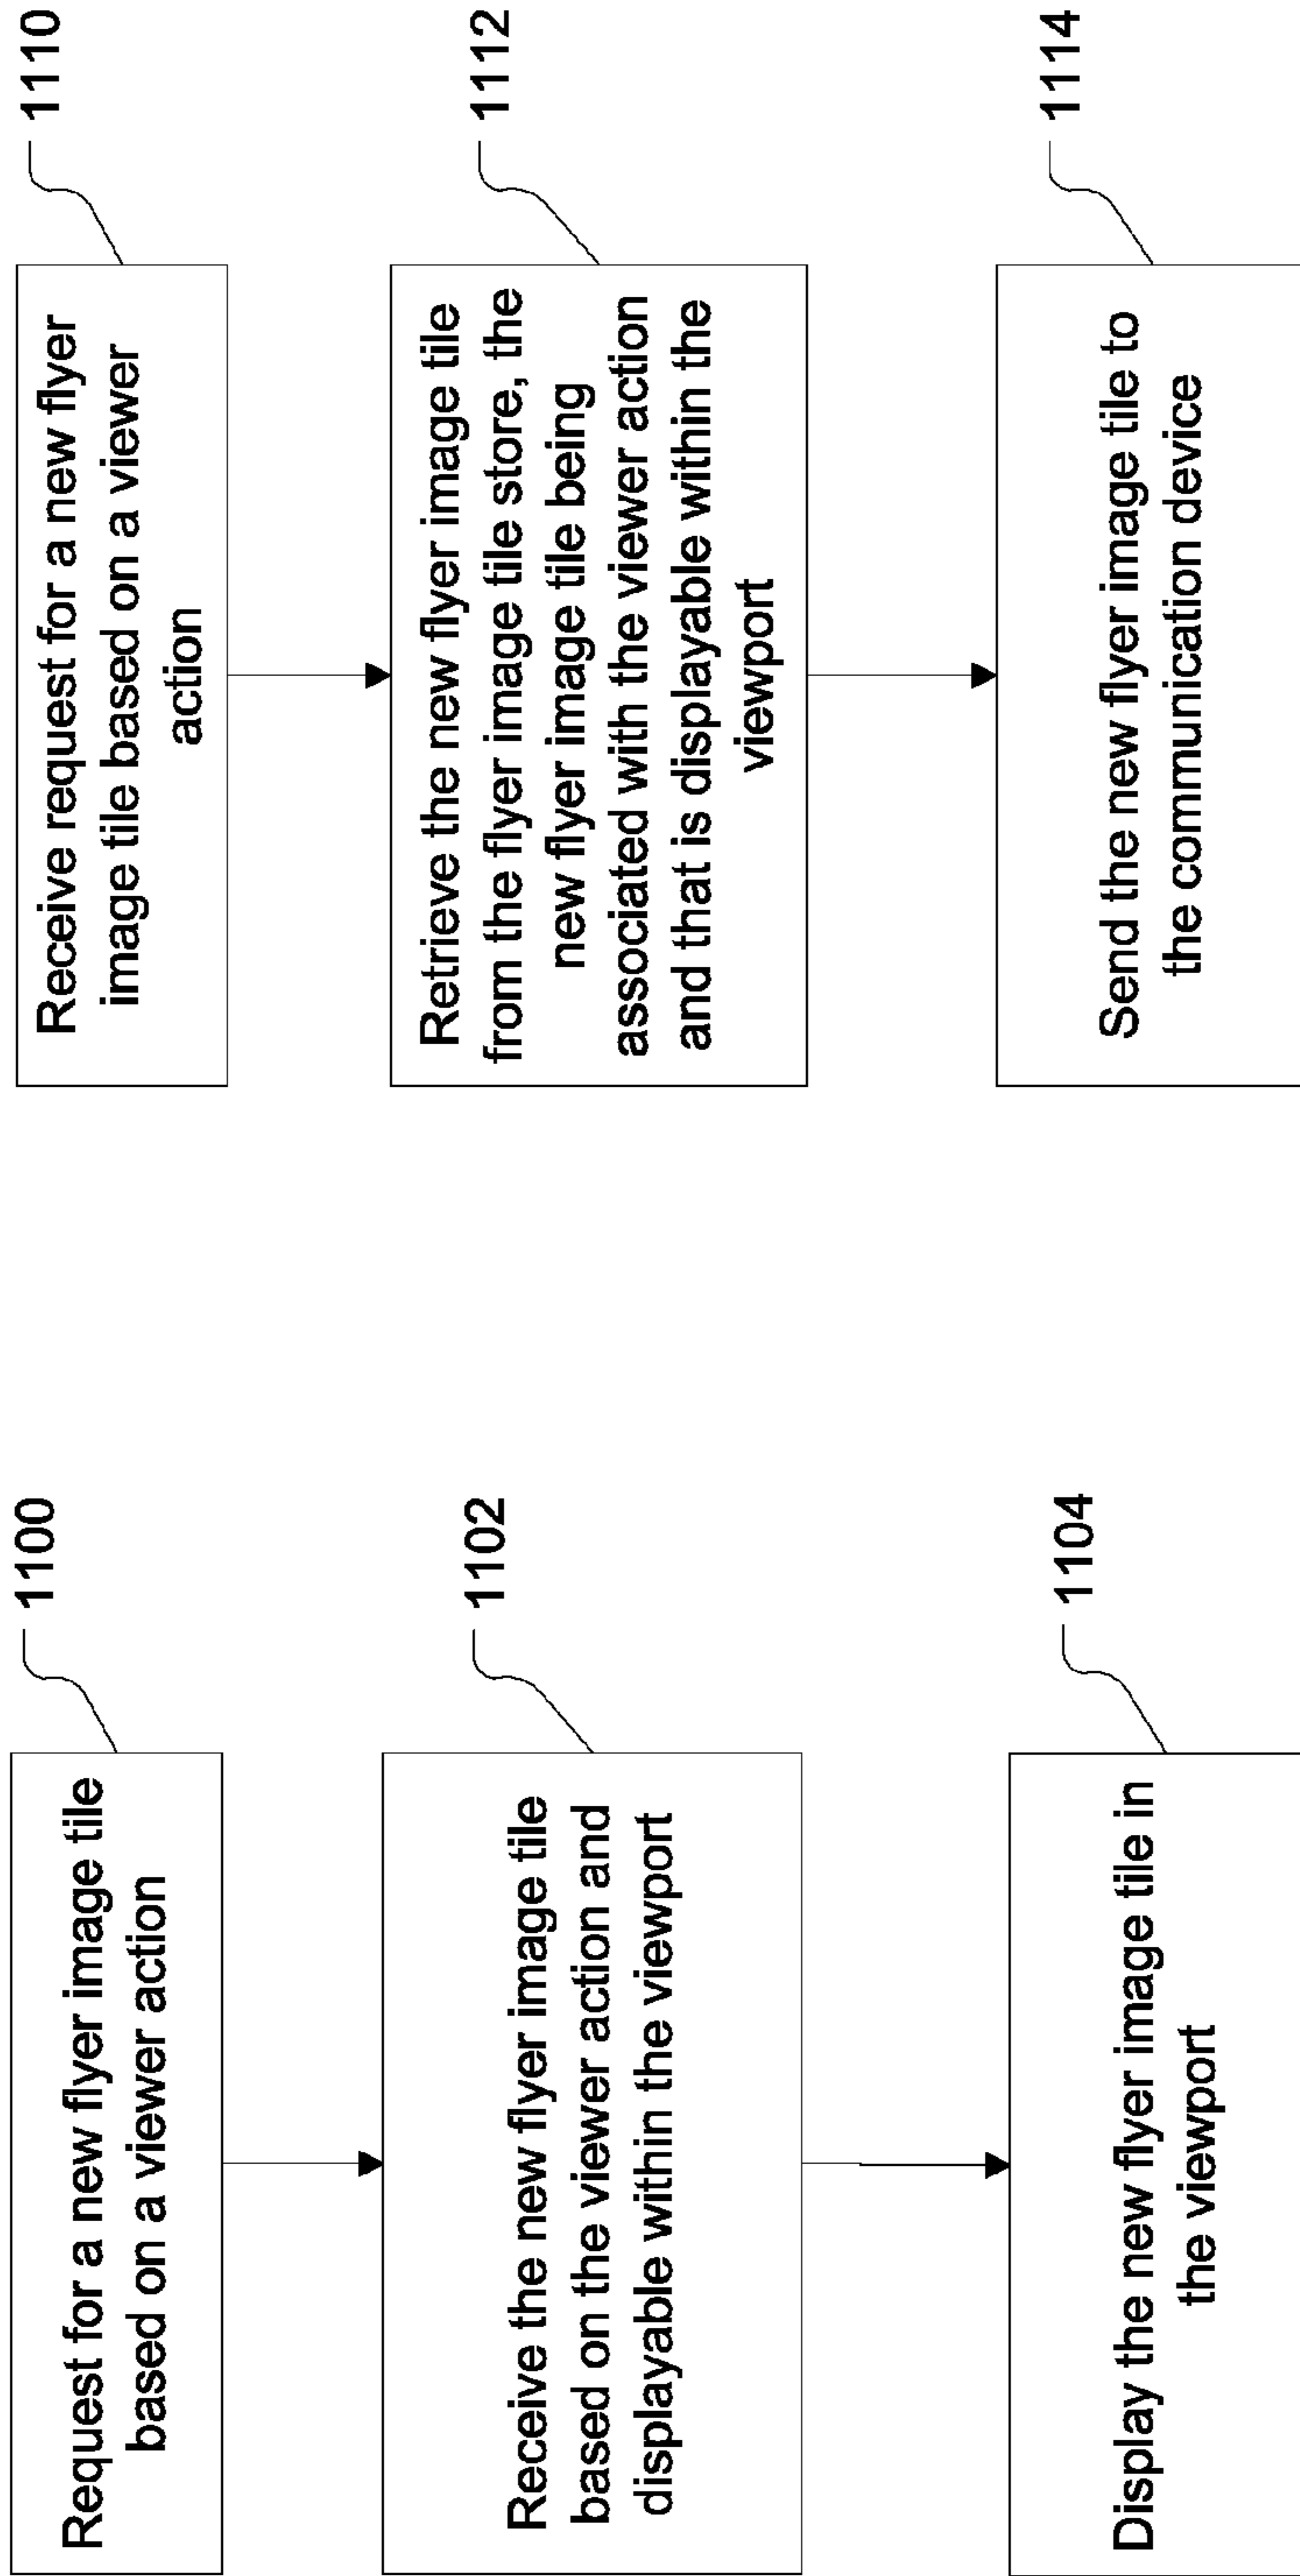 Request for a new flyer image tile
based on a viewer action
1100
Receive the new flyer image tile
based on the viewer action and
displayable within the viewport
1102
Display the new flyer image tile in
the viewport
1104
Receive request for a new flyer
image tile based on a viewer
action
1110
Retrieve the new flyer image tile
from the flyer image tile store, the
new flyer image tile being
associated with the viewer action
and that is displayable within the
viewport
1112
Send the new flyer image tile to
the communication device
1114